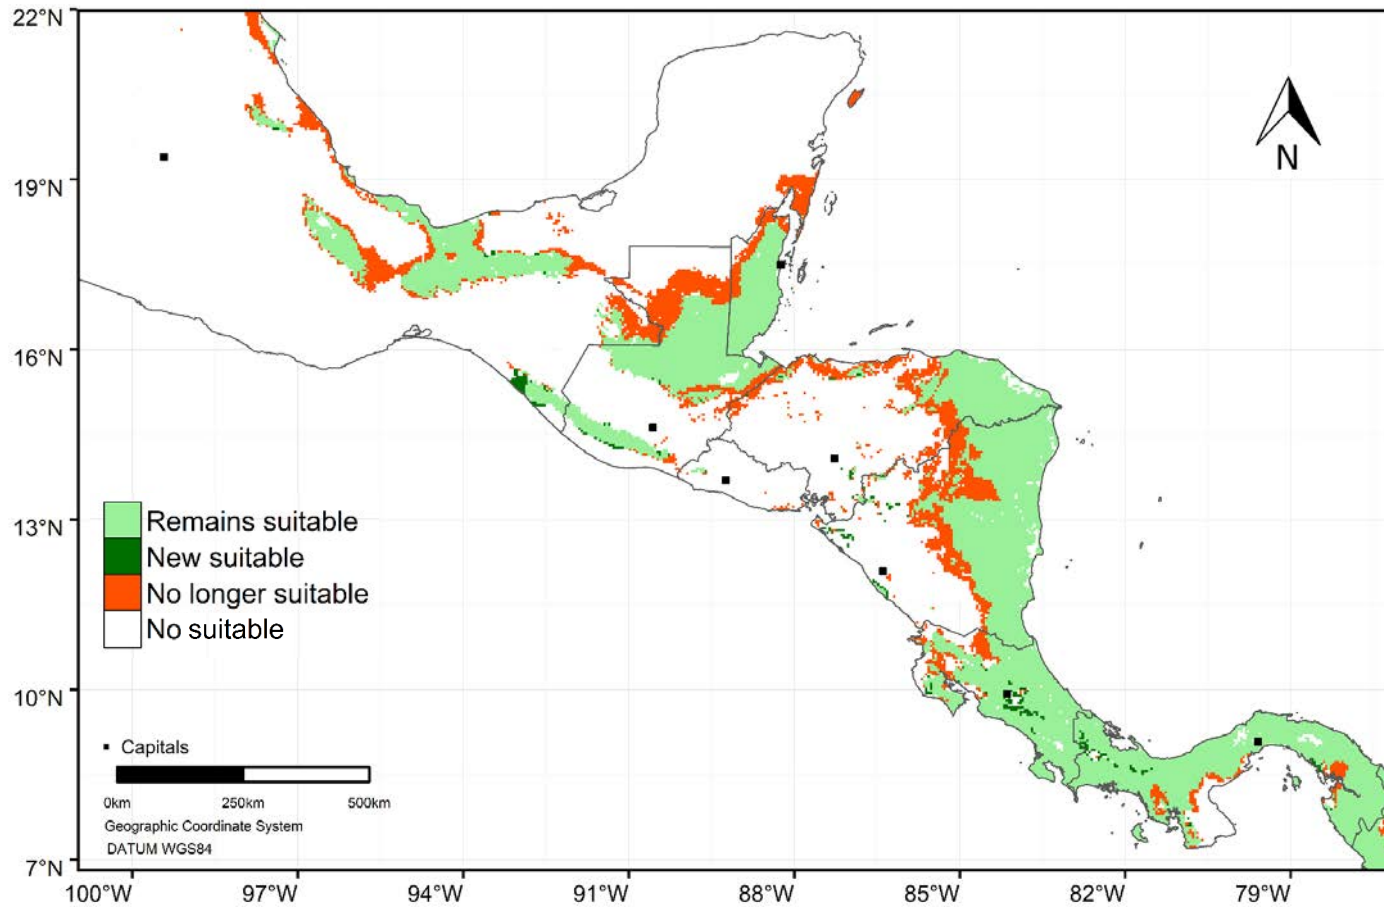 22°N
19°N
16°N
13°N
10°N
7°N
N
Remains suitable
New suitable
No longer suitable
No suitable
Capitals
0km 250km 500km
Geographic Coordinate System
DATUM WGS84
100°W 97°W 94°W 91°W 88°W 85°W 82°W 79°W